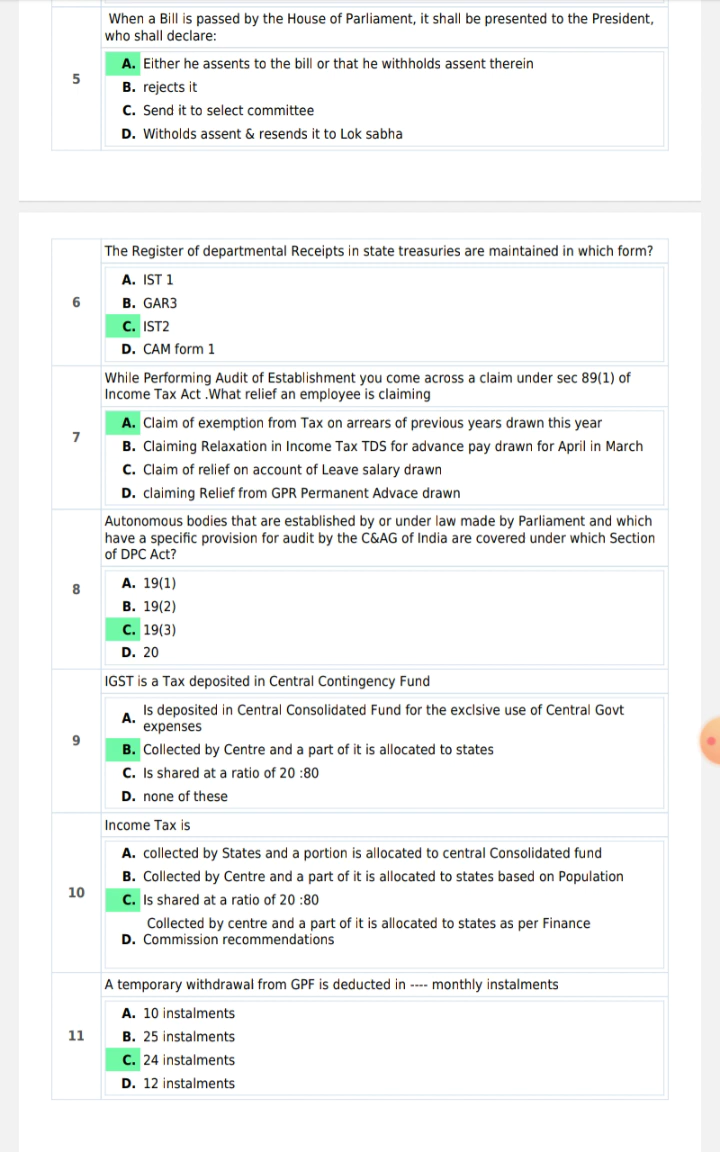 When a Bill is passed by the House of Parliament, it shall be presented to the President,
who shall declare:
5
A. Either he assents to the bill or that he withholds assent therein
B. rejects it
C. Send it to select committee
D. Witholds assent & resends it to Lok sabha
The Register of departmental Receipts in state treasuries are maintained in which form?
6
A. IST 1
B. GAR3
C. IST2
D. CAM form 1
While Performing Audit of Establishment you come across a claim under sec 89(1) of
Income Tax Act .What relief an employee is claiming
7
A. Claim of exemption from Tax on arrears of previous years drawn this year
B. Claiming Relaxation in Income Tax TDS for advance pay drawn for April in March
C. Claim of relief on account of Leave salary drawn
D. claiming Relief from GPR Permanent Advace drawn
Autonomous bodies that are established by or under law made by Parliament and which
have a specific provision for audit by the C&AG of India are covered under which Section
of DPC Act?
8
A. 19(1)
B. 19(2)
C. 19(3)
D. 20
IGST is a Tax deposited in Central Contingency Fund
9
A. Is deposited in Central Consolidated Fund for the exclsive use of Central Govt
expenses
B. Collected by Centre and a part of it is allocated to states
C. Is shared at a ratio of 20 :80
D. none of these
Income Tax is
10
A. collected by States and a portion is allocated to central Consolidated fund
B. Collected by Centre and a part of it is allocated to states based on Population
C. Is shared at a ratio of 20 :80
Collected by centre and a part of it is allocated to states as per Finance
D. Commission recommendations
A temporary withdrawal from GPF is deducted in ---- monthly instalments
11
A. 10 instalments
B. 25 instalments
C. 24 instalments
D. 12 instalments